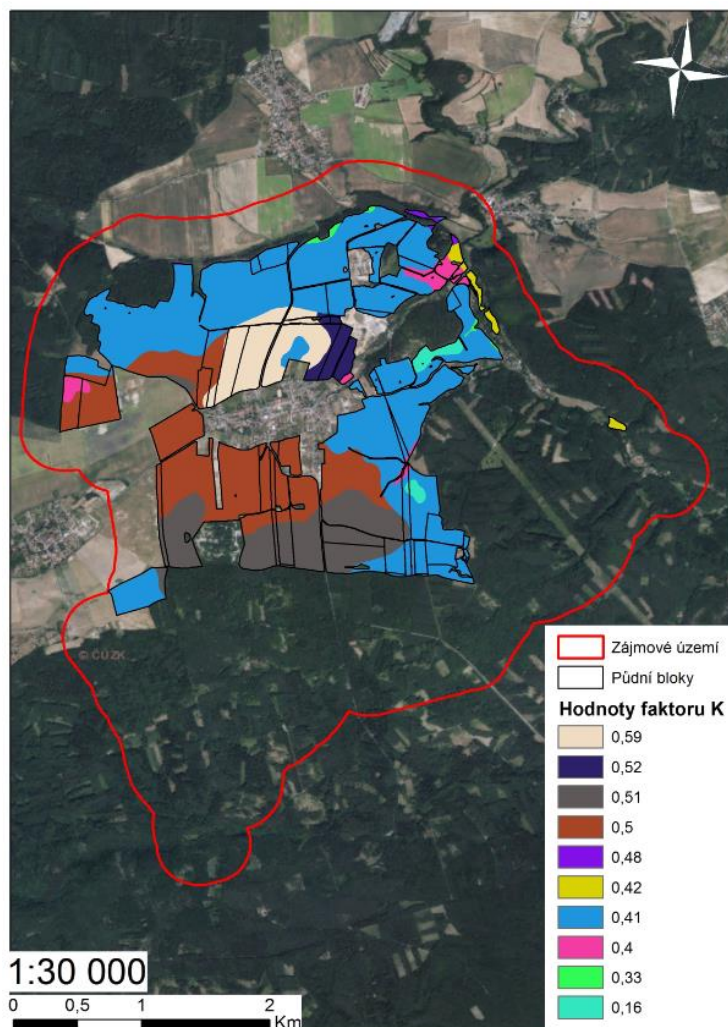 © ČÚZK
Zájmové území
Půdní bloky
Hodnoty faktoru K
0,59
0,52
0,51
0,5
0,48
0,42
0,41
0,4
0,33
0,16
1:30 000
0 0,5 1 2
Km